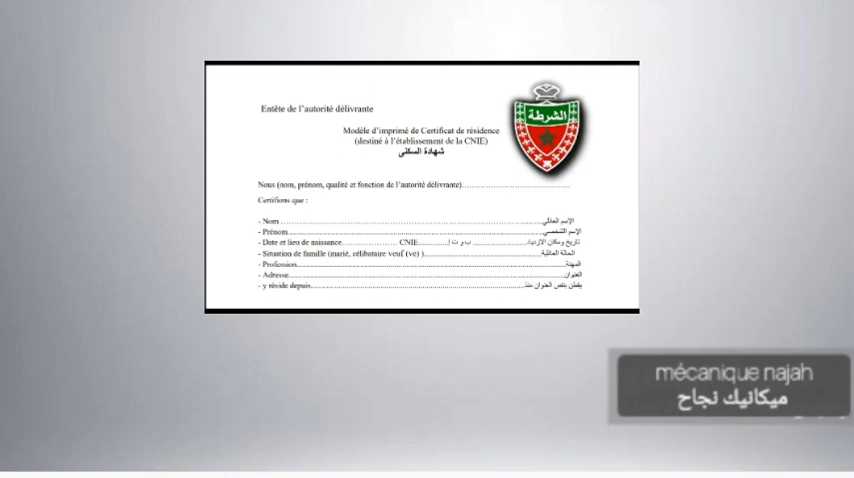 Entête de l'autorité délivrante
الشرطة
Modèle d'imprimé de Certificat de résidence
(destiné à l'établissement de la CNIE)
شهادة السكنى
Nous (nom, prénom, qualité et fonction de l'autorité délivrante)......................................
Certifions que :
- Nom ..........................................................................................الإسم العائلي
- Prénom......................................................................................الإسم الشخصي
- Date et lieu de naissance.................... CNIE...........ب و ت إ ....................تاريخ ومكان الازدياد
- Situation de famille (marié, célibataire veuf (ve) )........................................الحالة العائلية
- Profession..................................................................................المهنة
- Adresse......................................................................................العنوان
- y réside depuis.......................................................................يقطن بنفس العنوان منذ
mécanique najah
ميكانيك نجاح